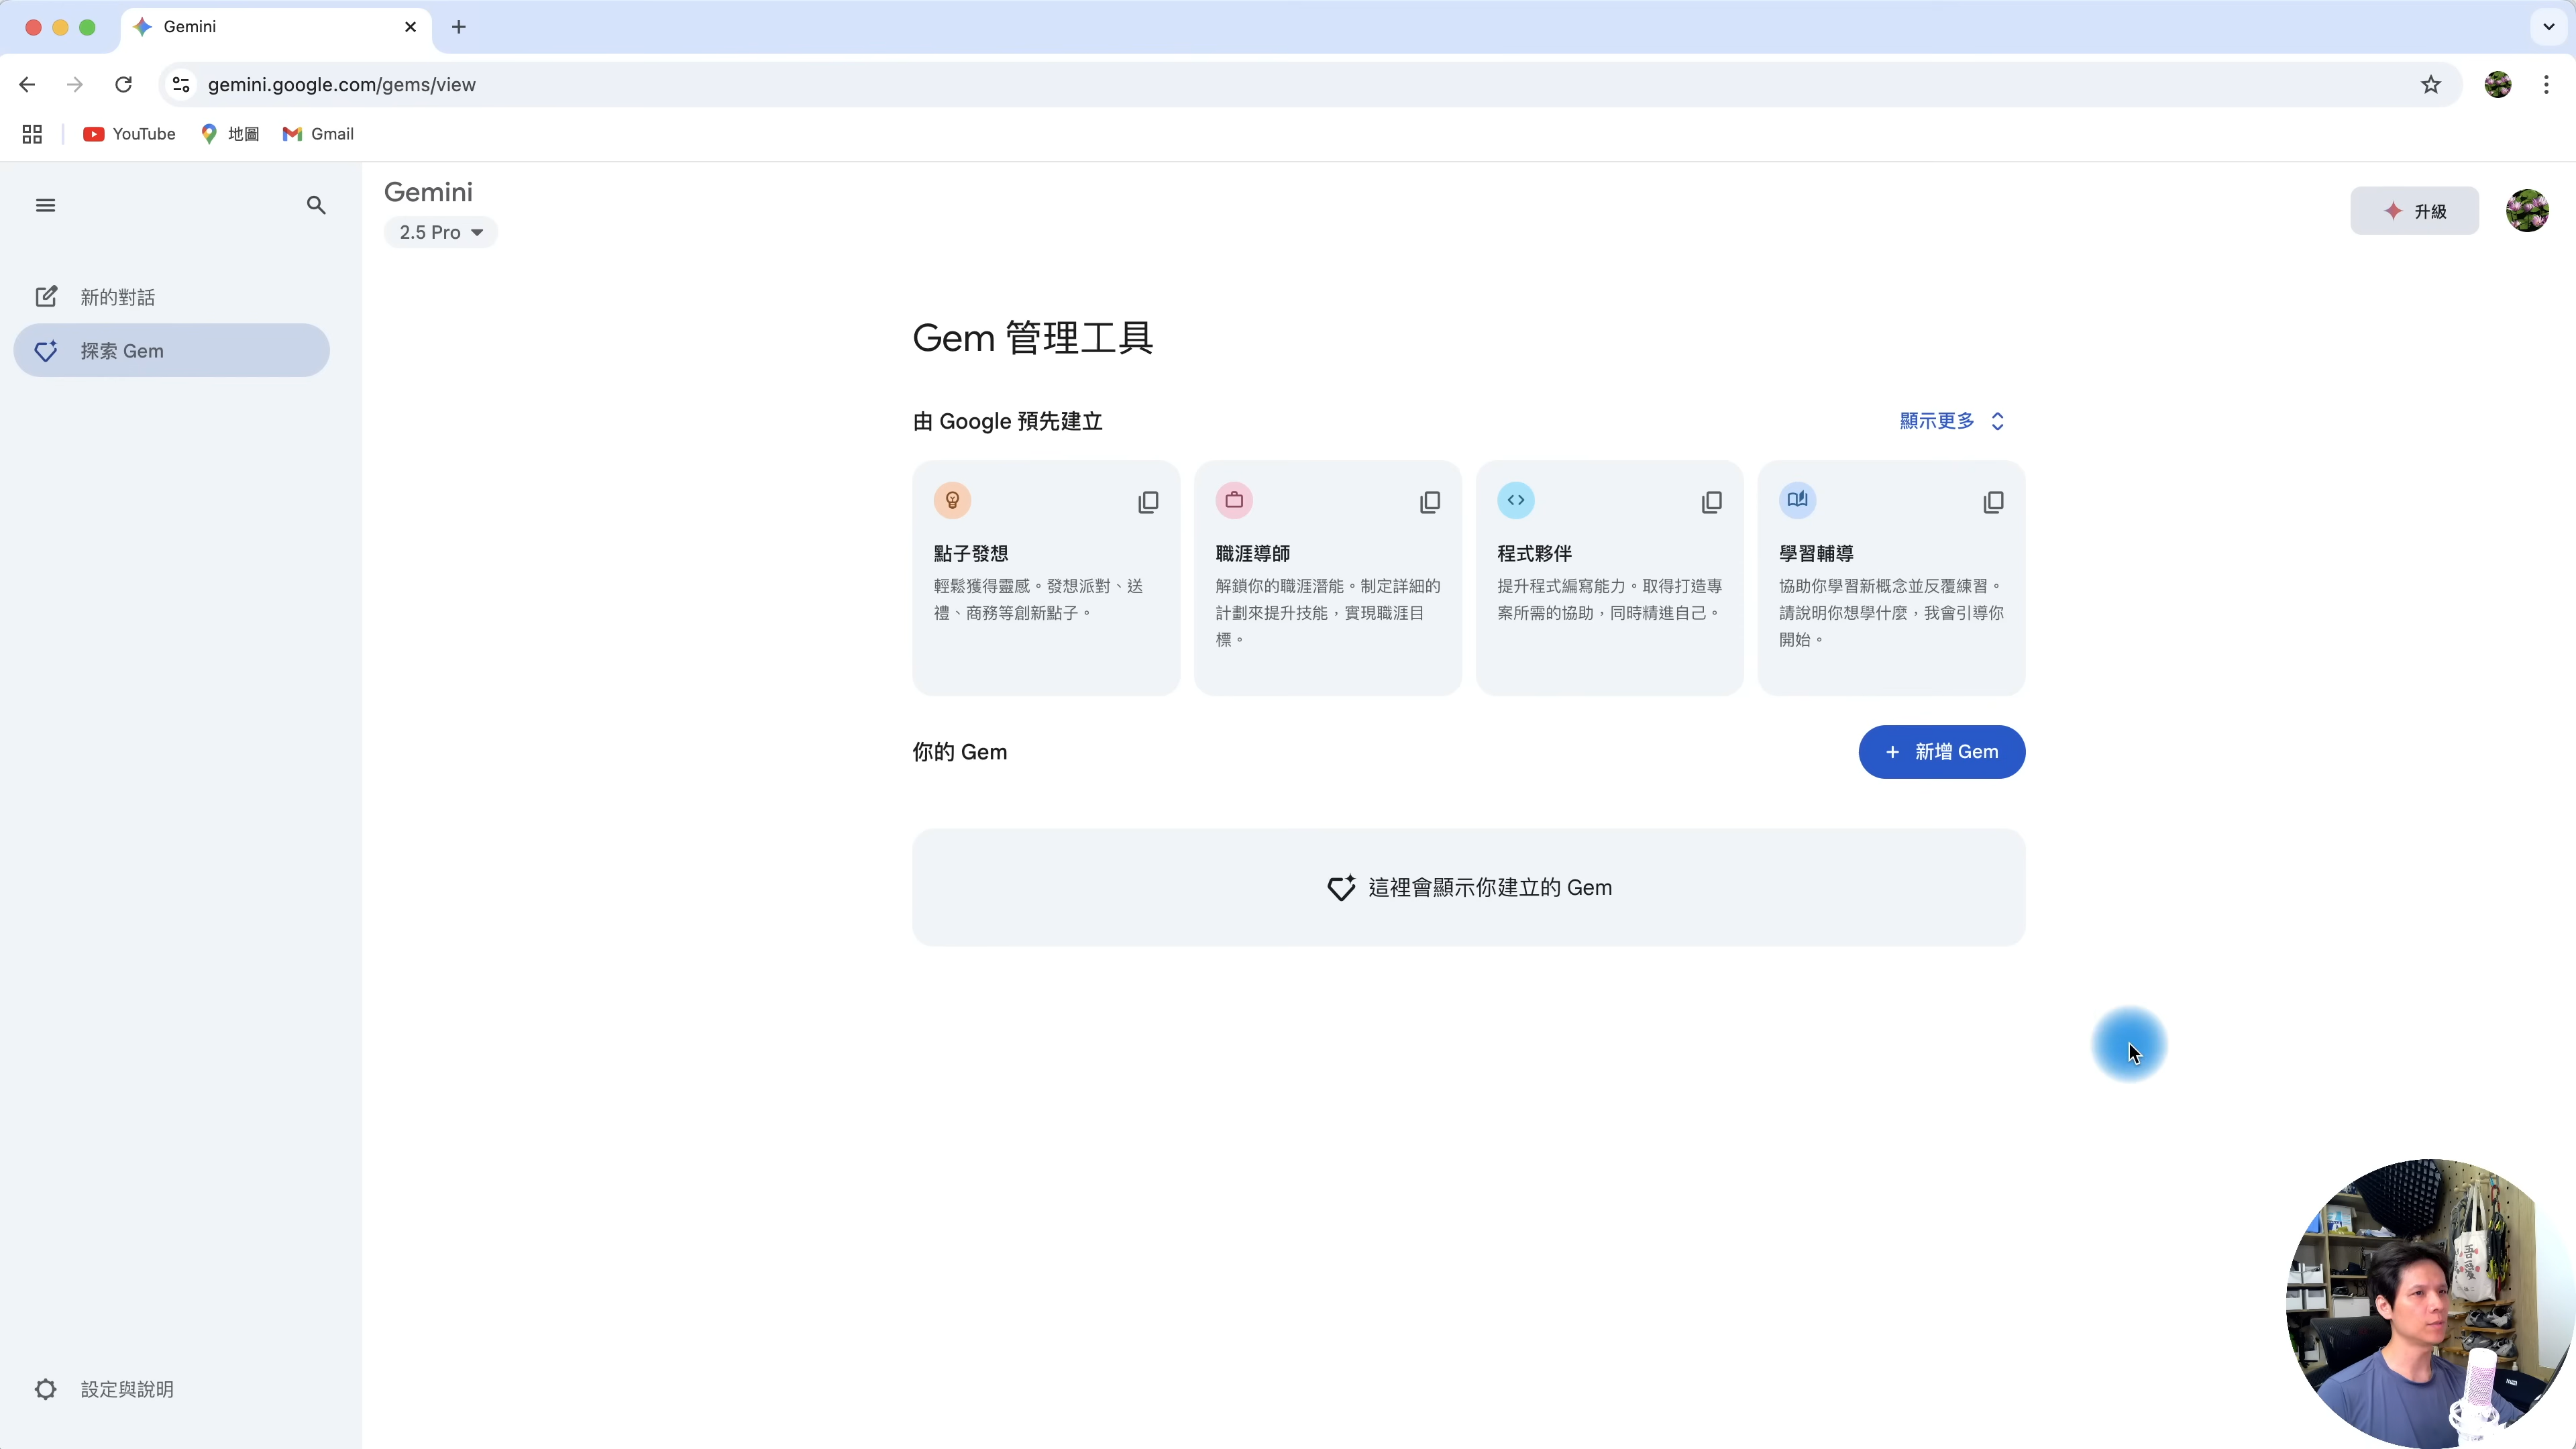 Gemini
gemini.google.com/gems/view
YouTube
地圖
Gmail
Gemini
2.5 Pro
升級
新的對話
探索 Gem
Gem 管理工具
由 Google 預先建立
顯示更多
點子發想
輕鬆獲得靈感。發想派對、送
禮、商務等創新點子。
職涯導師
解鎖你的職涯潛能。制定詳細的
計劃來提升技能，實現職涯目
標。
程式夥伴
提升程式編寫能力。取得打造專
案所需的協助，同時精進自己。
學習輔導
協助你學習新概念並反覆練習。
請說明你想學什麼，我會引導你
開始。
你的 Gem
新增 Gem
這裡會顯示你建立的 Gem
設定與說明
吾
愛